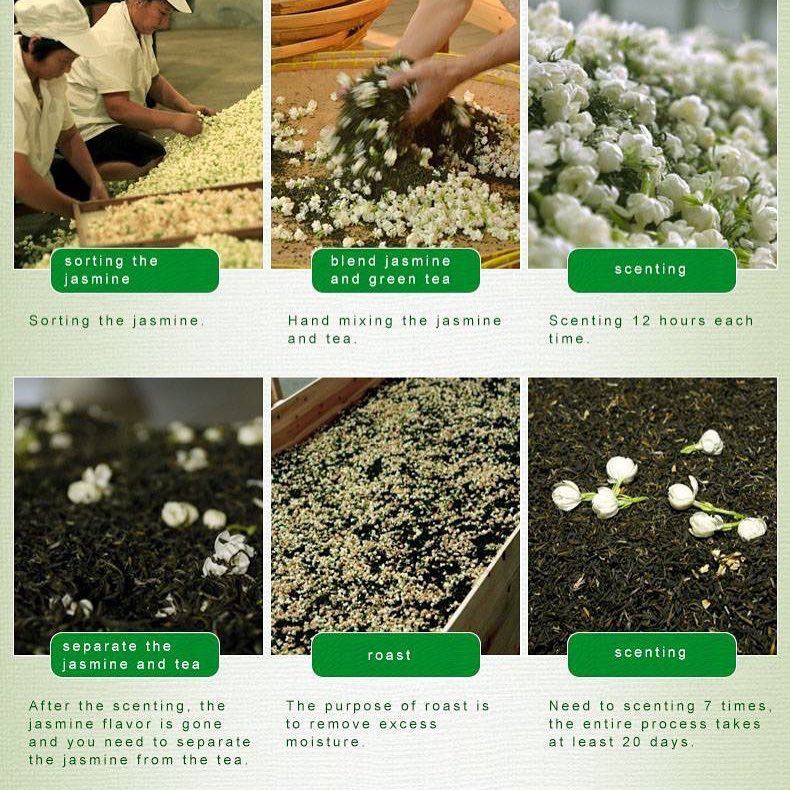 sorting the
jasmine
blend jasmine
and green tea
scenting
Sorting the jasmine.
Hand mixing the jasmine
and tea.
Scenting 12 hours each
time.
separate the
jasmine and tea
roast
scenting
After the scenting, the
jasmine flavor is gone
and you need to separate
the jasmine from the tea.
The purpose of roast is
to remove excess
moisture.
Need to scenting 7 times,
the entire process takes
at least 20 days.